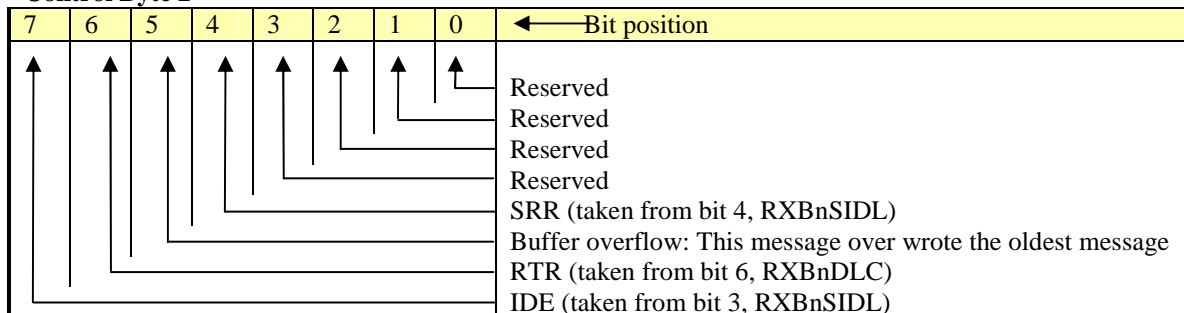 Control Byte 2
7 6 5 4 3 2 1 0 Bit position
Reserved
Reserved
Reserved
Reserved
SRR (taken from bit 4, RXBnSIDL)
Buffer overflow: This message over wrote the oldest message
RTR (taken from bit 6, RXBnDLC)
IDE (taken from bit 3, RXBnSIDL)